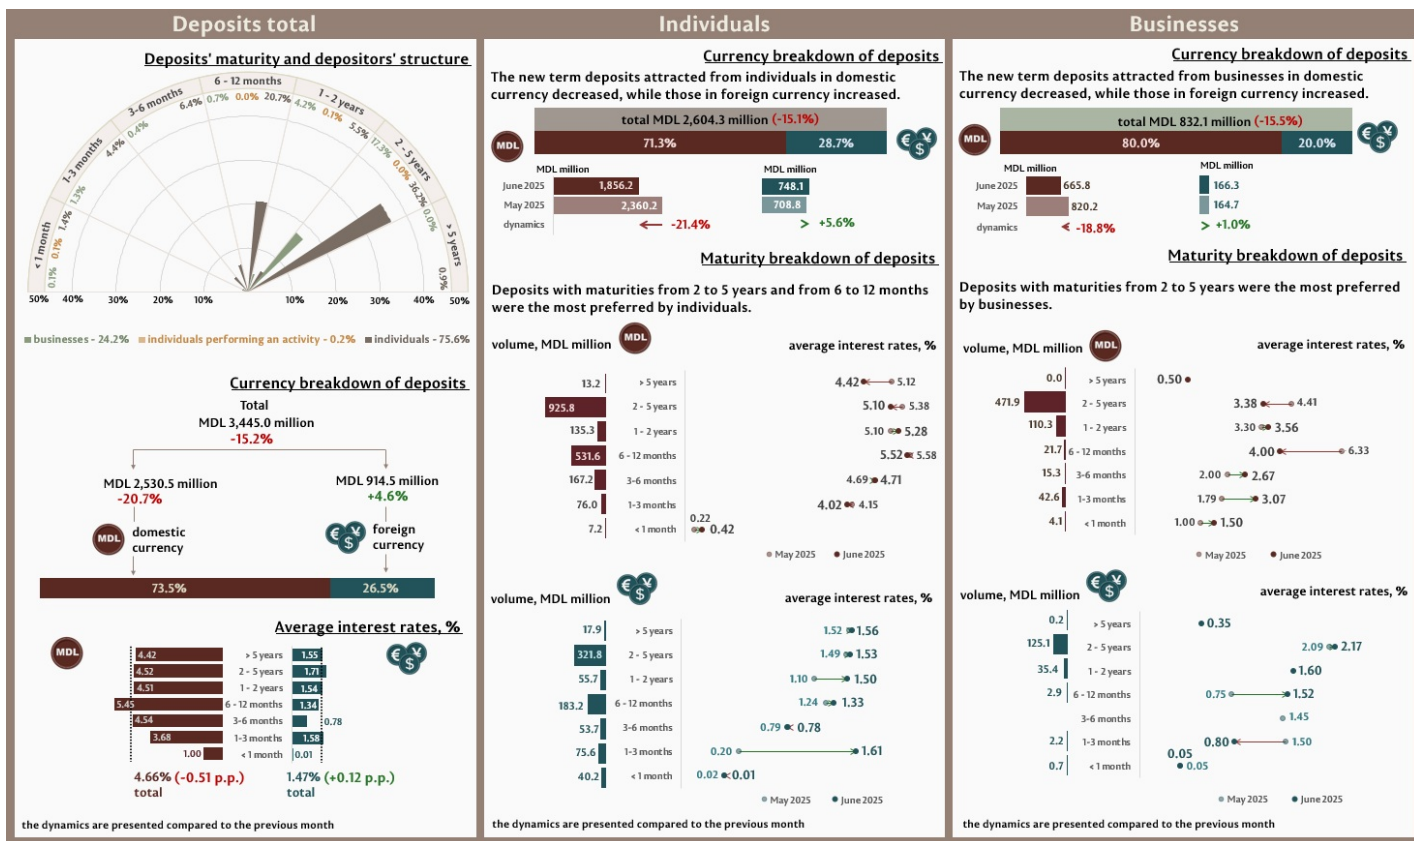 Deposits total
Deposits' maturity and depositors' structure
< 1 month
1-3 months
3-6 months
6 - 12 months
1 - 2 years
2 - 5 years
> 5 years
0.1%
0.1%
1.4%
1.3%
4.4%
0.4%
6.4%
0.7%
0.0%
20.7%
4.2%
0.1%
5.5%
17.3%
0.0%
36.2%
0.0%
0.9%
50% 40% 30% 20% 10% 10% 20% 30% 40% 50%
businesses - 24.2% individuals performing an activity - 0.2% individuals - 75.6%
Currency breakdown of deposits
Total
MDL 3,445.0 million
-15.2%
MDL 2,530.5 million
-20.7%
MDL 914.5 million
+4.6%
MDL domestic currency
€ ¥ $ foreign currency
73.5% 26.5%
Average interest rates, %
MDL € ¥ $
4.42 > 5 years 1.55
4.52 2 - 5 years 1.71
4.51 1 - 2 years 1.54
5.45 6 - 12 months 1.34
4.54 3-6 months 0.78
3.68 1-3 months 1.58
1.00 < 1 month 0.01
4.66% (-0.51 p.p.) 1.47% (+0.12 p.p.)
total total
the dynamics are presented compared to the previous month
Individuals
Currency breakdown of deposits
The new term deposits attracted from individuals in domestic
currency decreased, while those in foreign currency increased.
total MDL 2,604.3 million (-15.1%)
MDL 71.3% 28.7% € ¥ $
MDL million MDL million
June 2025 1,856.2 748.1
May 2025 2,360.2 708.8
dynamics -21.4% +5.6%
Maturity breakdown of deposits
Deposits with maturities from 2 to 5 years and from 6 to 12 months
were the most preferred by individuals.
volume, MDL million MDL average interest rates, %
13.2 > 5 years 4.42 5.12
925.8 2 - 5 years 5.10 5.38
135.3 1 - 2 years 5.10 5.28
531.6 6 - 12 months 5.52 5.58
167.2 3-6 months 4.69 4.71
76.0 1-3 months 4.02 4.15
7.2 < 1 month 0.22 0.42
May 2025 June 2025
volume, MDL million € ¥ $ average interest rates, %
17.9 > 5 years 1.52 1.56
321.8 2 - 5 years 1.49 1.53
55.7 1 - 2 years 1.10 1.50
183.2 6 - 12 months 1.24 1.33
53.7 3-6 months 0.79 0.78
75.6 1-3 months 0.20 1.61
40.2 < 1 month 0.02 0.01
May 2025 June 2025
the dynamics are presented compared to the previous month
Businesses
Currency breakdown of deposits
The new term deposits attracted from businesses in domestic
currency decreased, while those in foreign currency increased.
total MDL 832.1 million (-15.5%)
MDL 80.0% 20.0% € ¥ $
MDL million MDL million
June 2025 665.8 166.3
May 2025 820.2 164.7
dynamics -18.8% +1.0%
Maturity breakdown of deposits
Deposits with maturities from 2 to 5 years were the most preferred
by businesses.
volume, MDL million MDL average interest rates, %
0.0 > 5 years 0.50
471.9 2 - 5 years 3.38 4.41
110.3 1 - 2 years 3.30 3.56
21.7 6 - 12 months 4.00 6.33
15.3 3-6 months 2.00 2.67
42.6 1-3 months 1.79 3.07
4.1 < 1 month 1.00 1.50
May 2025 June 2025
volume, MDL million € ¥ $ average interest rates, %
0.2 > 5 years 0.35
125.1 2 - 5 years 2.09 2.17
35.4 1 - 2 years 1.60
2.9 6 - 12 months 0.75 1.52
3-6 months 1.45
2.2 1-3 months 0.80 1.50
0.7 < 1 month 0.05 0.05
May 2025 June 2025
the dynamics are presented compared to the previous month